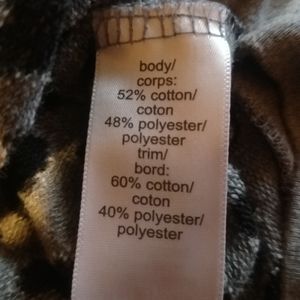 body/
corps:
52% cotton/
coton
48% polyester/
polyester
trim/
bord:
60% cotton/
coton
40% polyester/
polyester